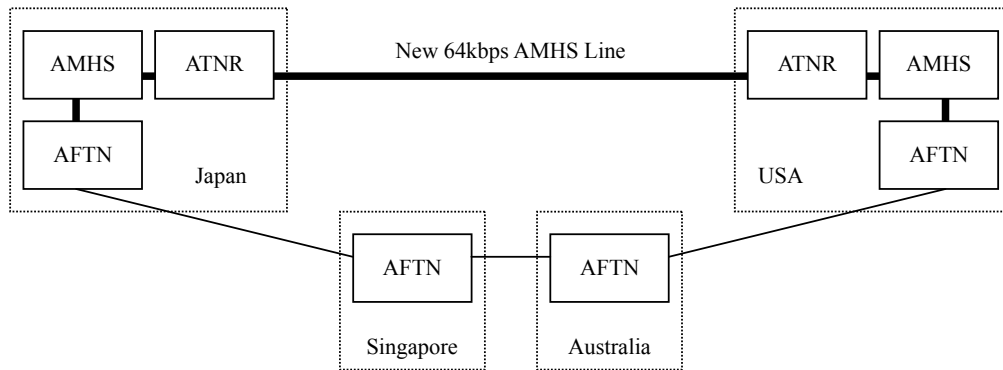 New 64kbps AMHS Line
AMHS
ATNR
ATNR
AMHS
AFTN
Japan
USA
AFTN
AFTN
AFTN
Singapore
Australia